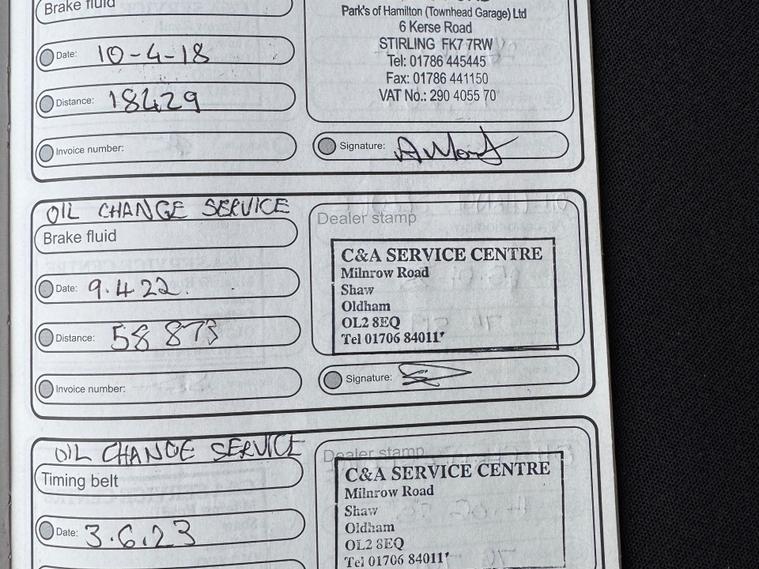 Brake fluid
Date: 10-4-18
Distance: 18429
Invoice number:
Park's of Hamilton (Townhead Garage) Ltd
6 Kerse Road
STIRLING FK7 7RW
Tel: 01786 445445
Fax: 01786 441150
VAT No.: 290 4055 70
Signature:
OIL CHANGE SERVICE
Brake fluid
Date: 9.4.22.
Distance: 58 873
Invoice number:
Dealer stamp
C&A SERVICE CENTRE
Milnrow Road
Shaw
Oldham
OL2 8EQ
Tel 01706 84011
Signature:
OIL CHANGE SERVICE
Timing belt
Date: 3.6.23
Dealer stamp
C&A SERVICE CENTRE
Milnrow Road
Shaw
Oldham
OL2 8EQ
Tel 01706 84011